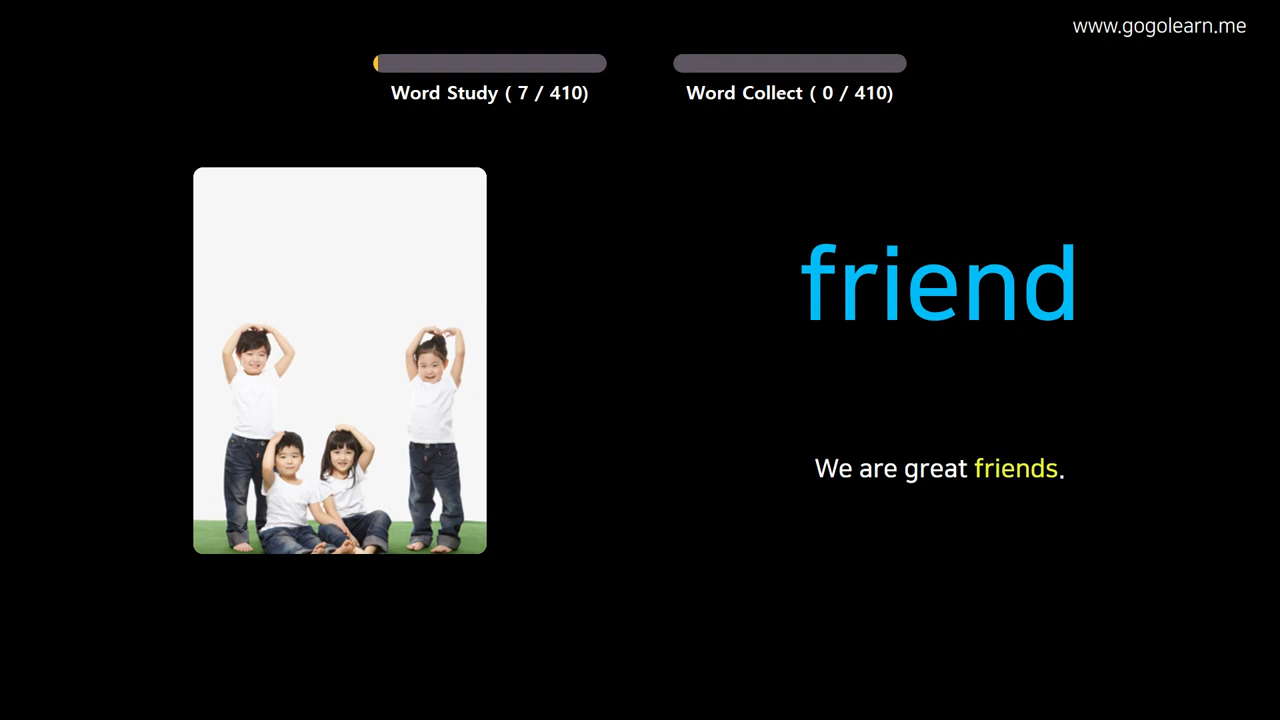 www.gogolearn.me
Word Study ( 7 / 410)
Word Collect ( 0 / 410)
friend
We are great friends.